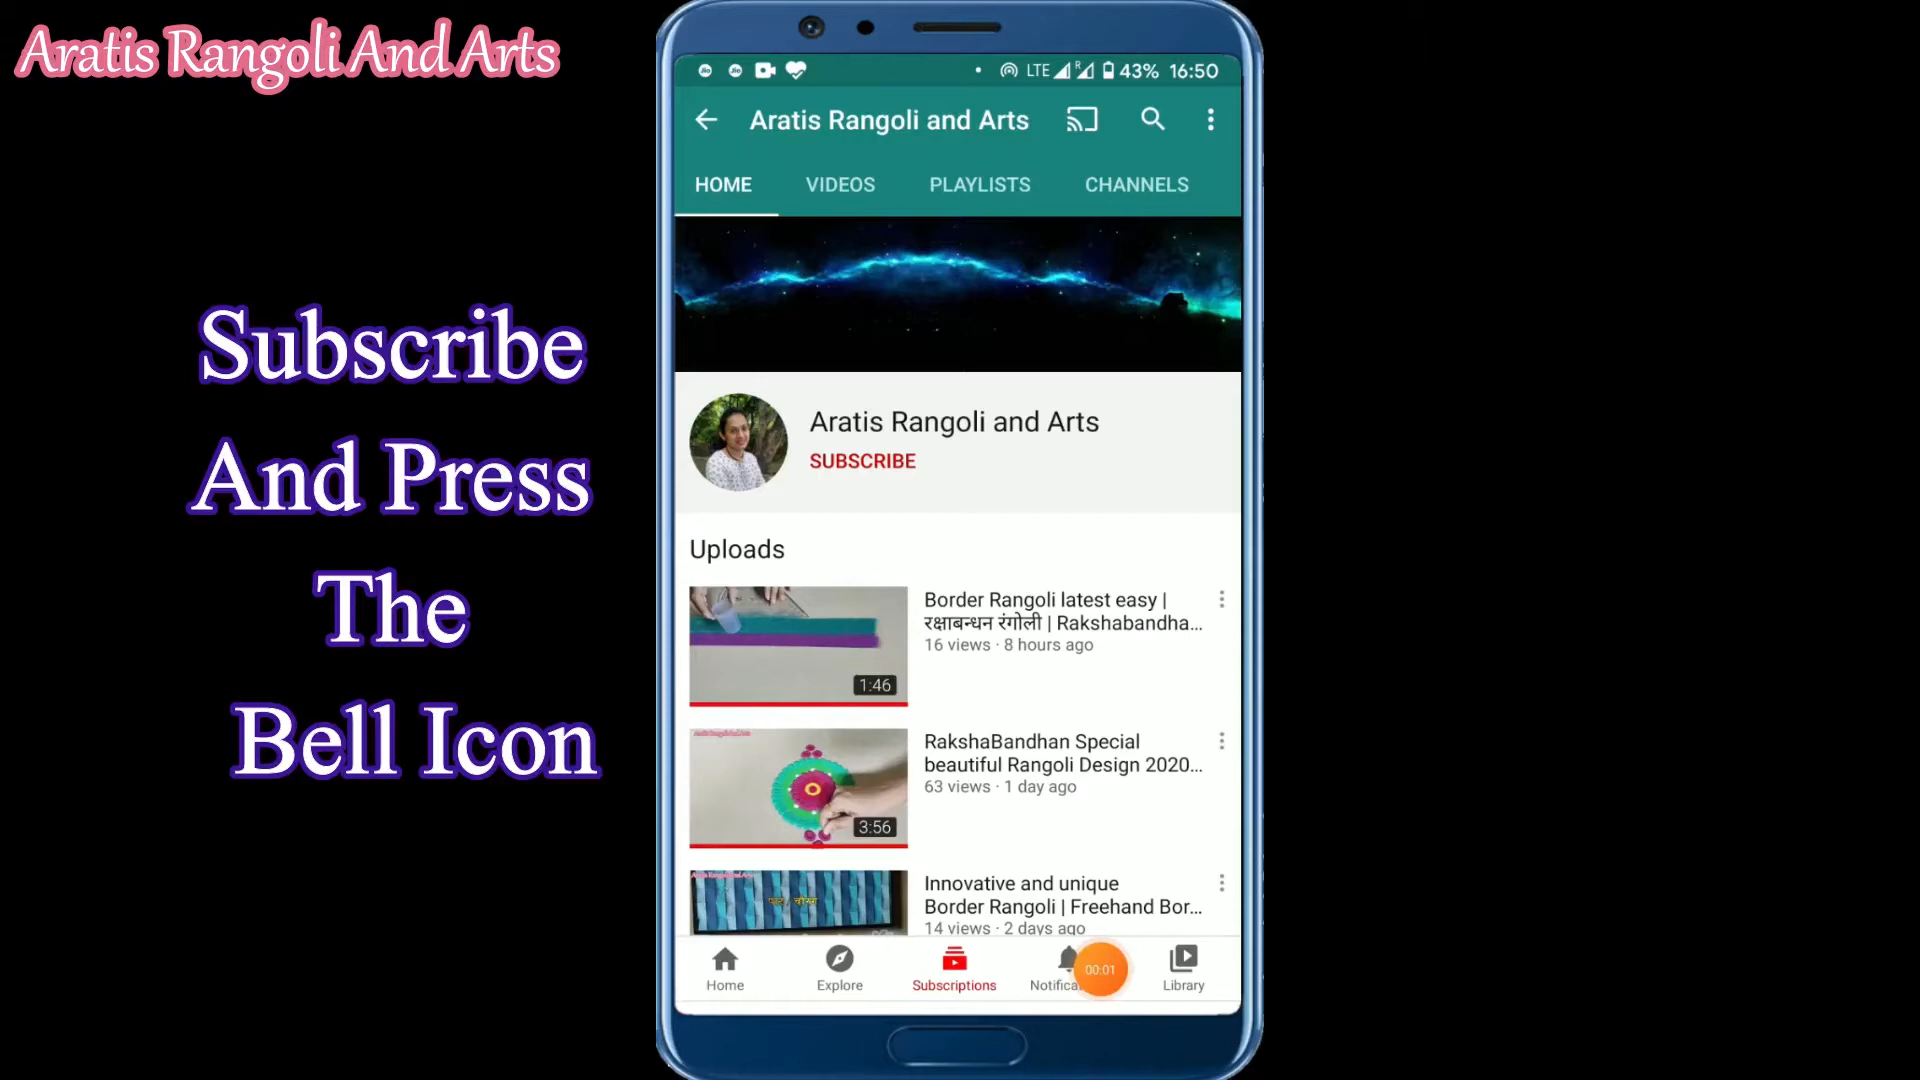 Aratis Rangoli And Arts
Subscribe
And Press
The
Bell Icon
LTE R 43% 16:50
Aratis Rangoli and Arts
HOME VIDEOS PLAYLISTS CHANNELS
Aratis Rangoli and Arts
SUBSCRIBE
Uploads
Border Rangoli latest easy |
रक्षाबन्धन रंगोली | Rakshabandha...
16 views · 8 hours ago
1:46
RakshaBandhan Special
beautiful Rangoli Design 2020...
63 views · 1 day ago
3:56
Innovative and unique
Border Rangoli | Freehand Bor...
14 views · 2 days ago
00:01
Home Explore Subscriptions Notifica Library